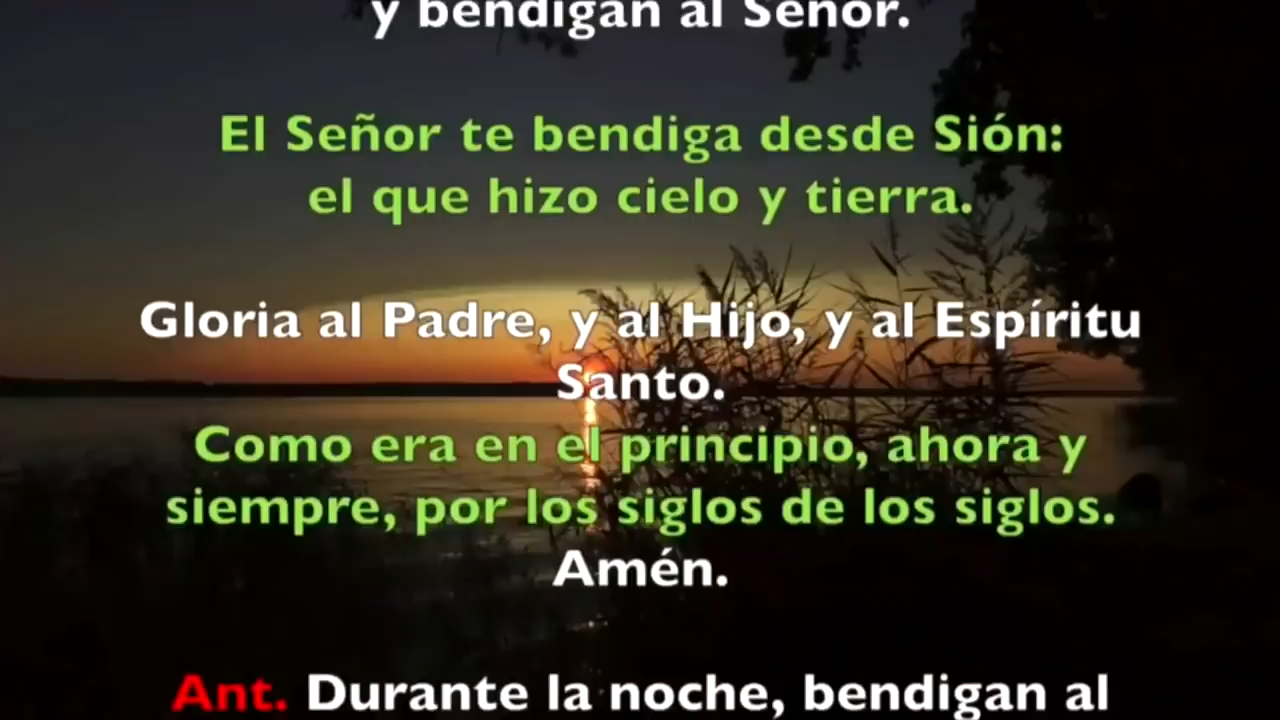 y bendigan al Señor.
El Señor te bendiga desde Sión:
el que hizo cielo y tierra.
Gloria al Padre, y al Hijo, y al Espíritu
Santo.
Como era en el principio, ahora y
siempre, por los siglos de los siglos.
Amén.
Ant. Durante la noche, bendigan al